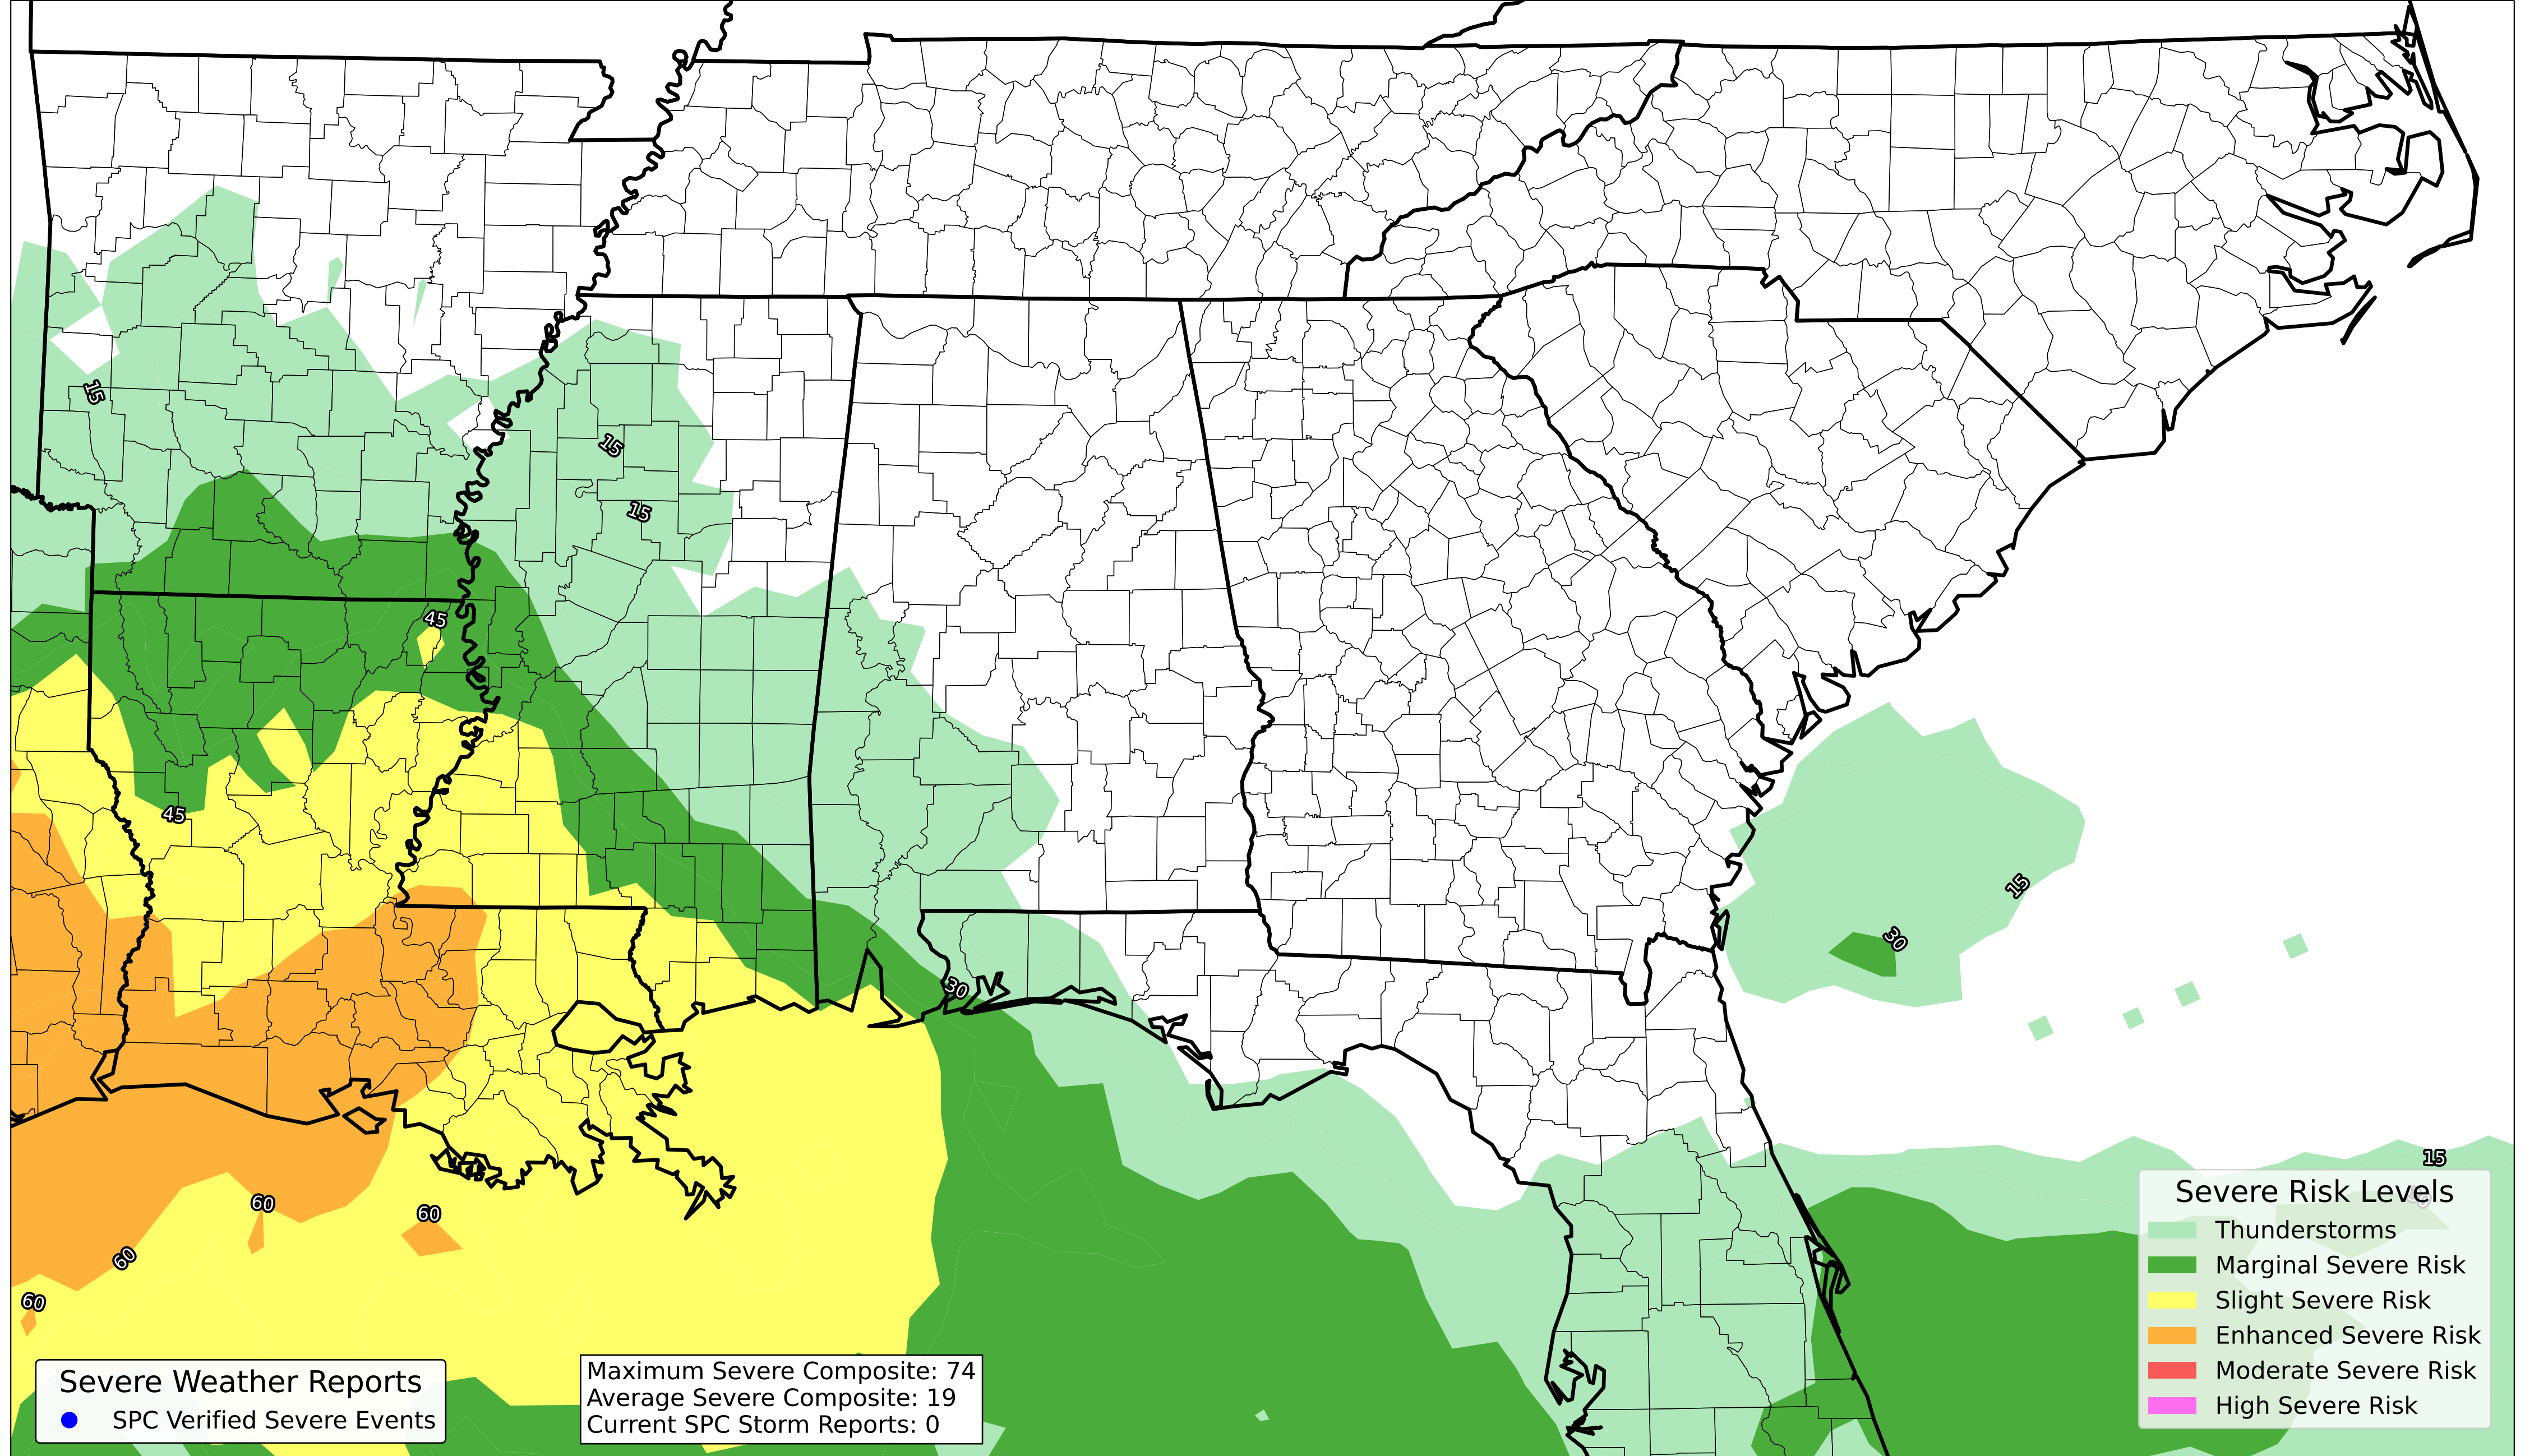 15
15
15
45
45
30
15
30
15
60
60
60
60
Severe Risk Levels
Thunderstorms
Marginal Severe Risk
Slight Severe Risk
Enhanced Severe Risk
Moderate Severe Risk
High Severe Risk
Severe Weather Reports
SPC Verified Severe Events
Maximum Severe Composite: 74
Average Severe Composite: 19
Current SPC Storm Reports: 0